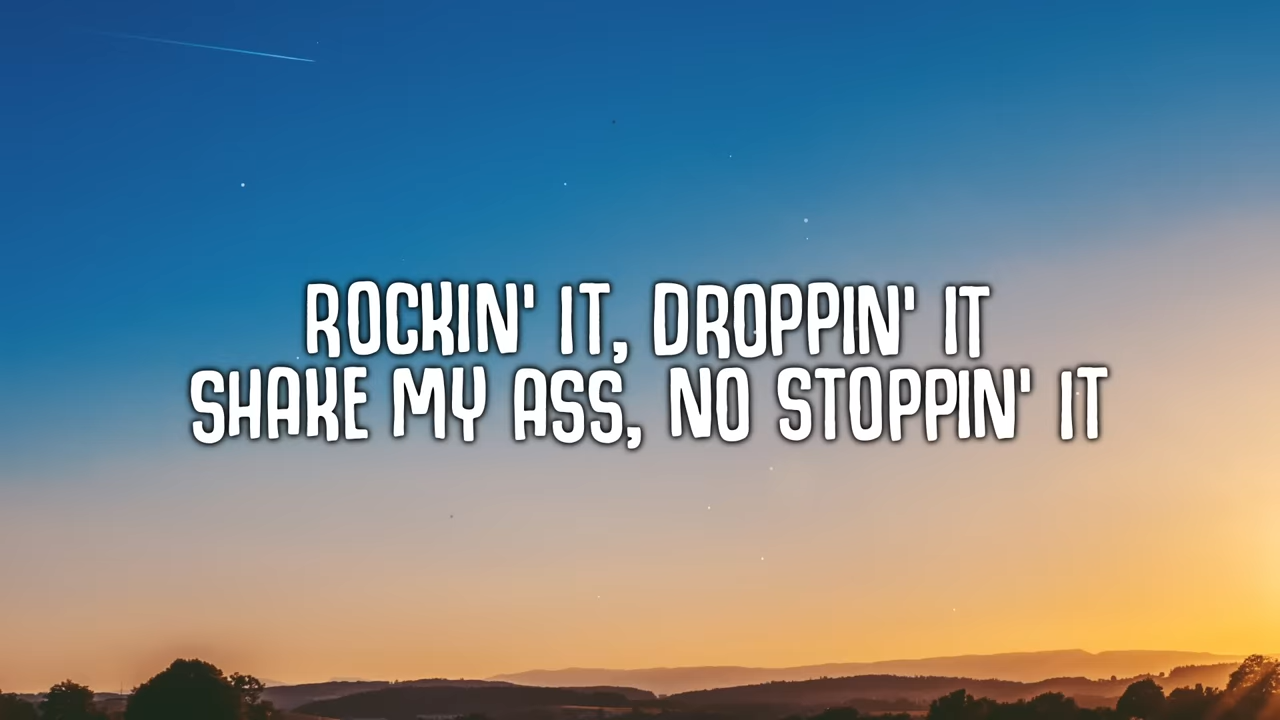 ROCKIN' IT, DROPPIN' IT
SHAKE MY ASS, NO STOPPIN' IT